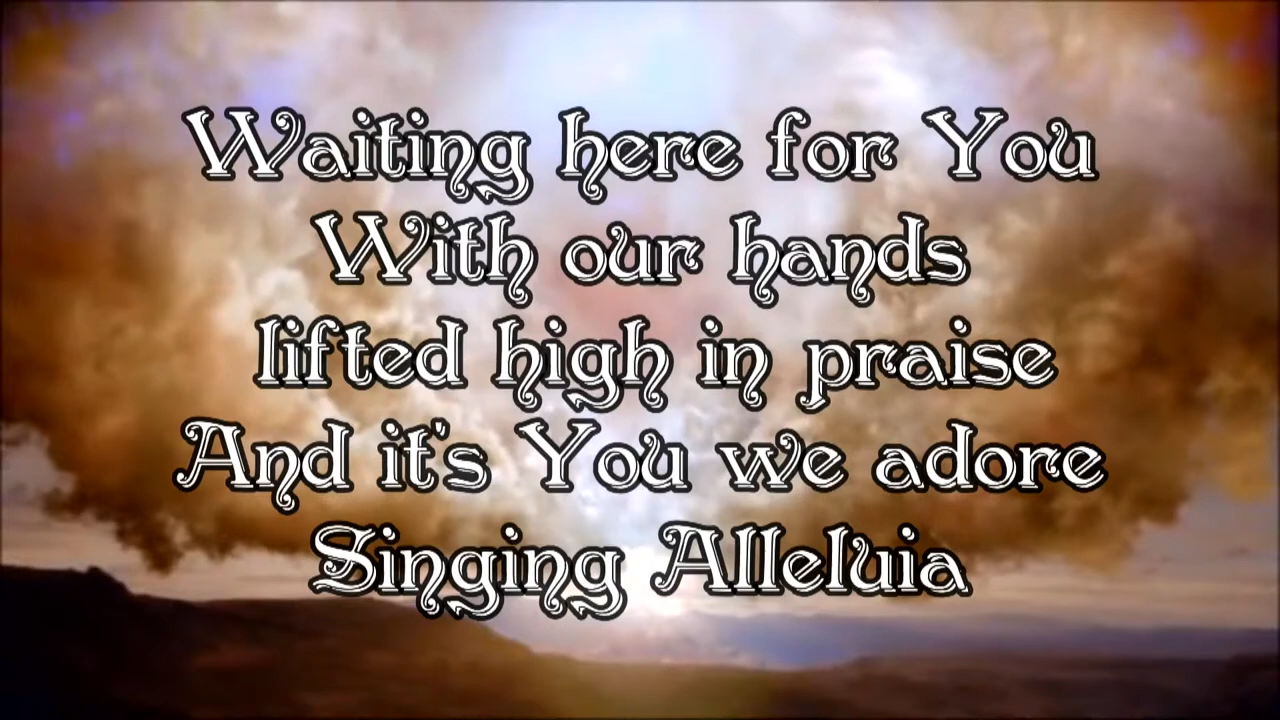 Waiting here for You
With our hands
lifted high in praise
And it's You we adore
Singing Alleluia